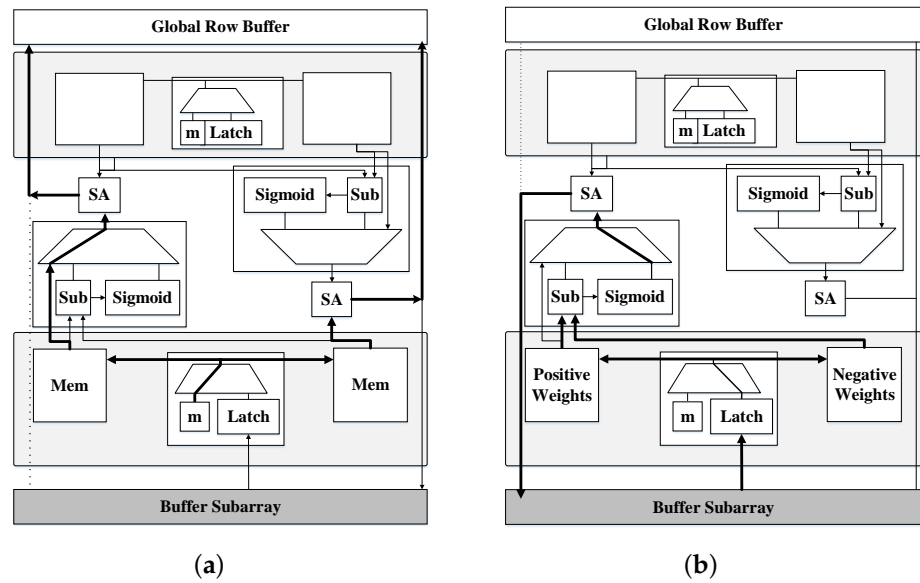 Global Row Buffer
m Latch
SA
Sigmoid Sub
Sub Sigmoid
SA
Mem
Mem
m
Latch
Buffer Subarray
(a)
Global Row Buffer
m Latch
SA
Sigmoid Sub
Sub Sigmoid
SA
Positive
Weights
Negative
Weights
m
Latch
Buffer Subarray
(b)